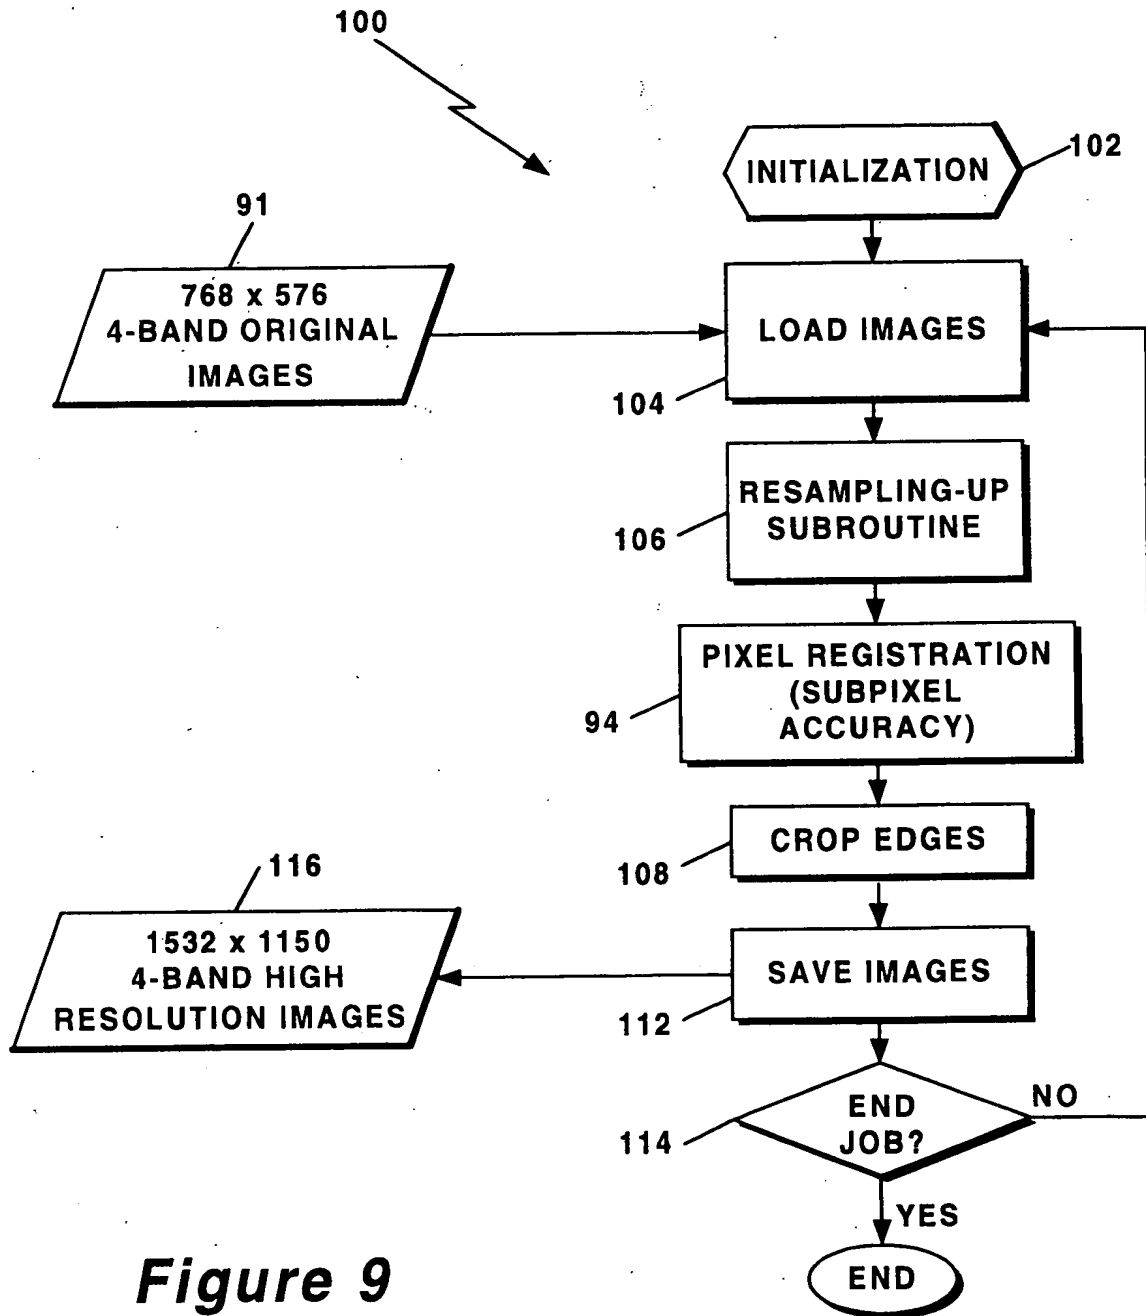 100
INITIALIZATION
102
91
768 x 576
4-BAND ORIGINAL
IMAGES
LOAD IMAGES
104
RESAMPLING-UP
SUBROUTINE
106
PIXEL REGISTRATION
(SUBPIXEL
ACCURACY)
94
CROP EDGES
108
116
1532 x 1150
4-BAND HIGH
RESOLUTION IMAGES
SAVE IMAGES
112
END
JOB?
NO
114
YES
END
Figure 9